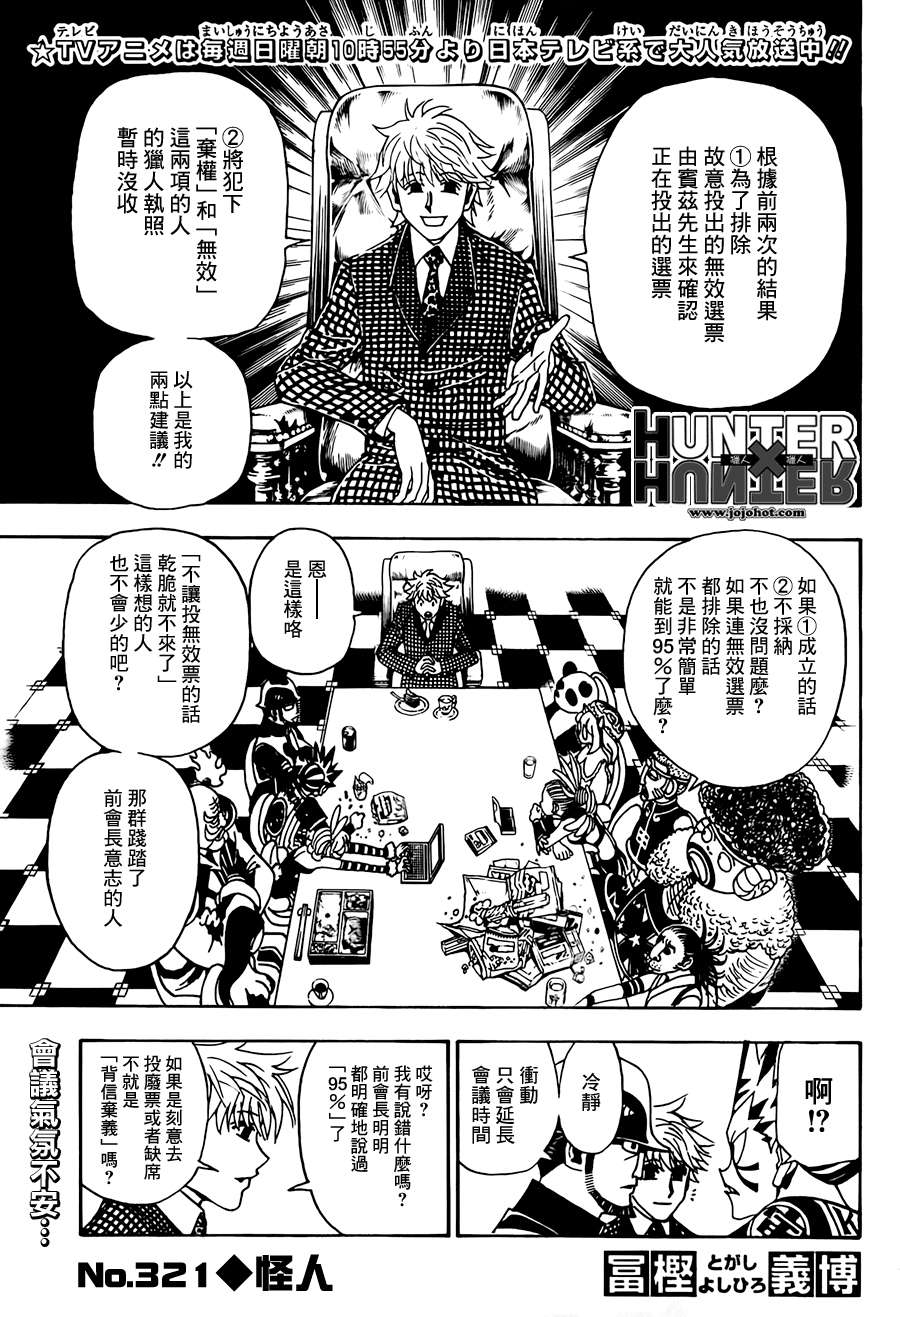 テレビ まいしゅうにちようあさ じ ふん にほん けい だいにんきほうそうちゅう
★TVアニメは毎週日曜朝10時55分より日本テレビ系で大人気放送中!!
根據前兩次的結果
①為了排除
故意投出的無效選票
由賓茲先生來確認
正在投出的選票
②將犯下
「棄權」和「無效」
這兩項的人
的獵人執照
暫時沒收
以上是我的
兩點建議!!
HUNTER
×
HUNTER
獵人 獵人
www.jojohot.com
如果①成立的話
②不採納
不也沒問題麼?
如果連無效選票
都排除的話
不是非常簡單
就能到95%了麼?
恩——
是這樣咯
「不讓投無效票的話
乾脆就不來了」
這樣想的人
也不會少的吧?
那群踐踏了
前會長意志的人
啊!?
冷靜
衝動
只會延長
會議時間
哎呀?
我有說錯什麼嗎?
前會長明明
都明確地說過
「95%」了
如果是刻意去
投廢票或者缺席
不就是
「背信棄義」嗎?
會議氣氛不安…
No.321◆怪人
冨樫義博
とがし
よしひろ